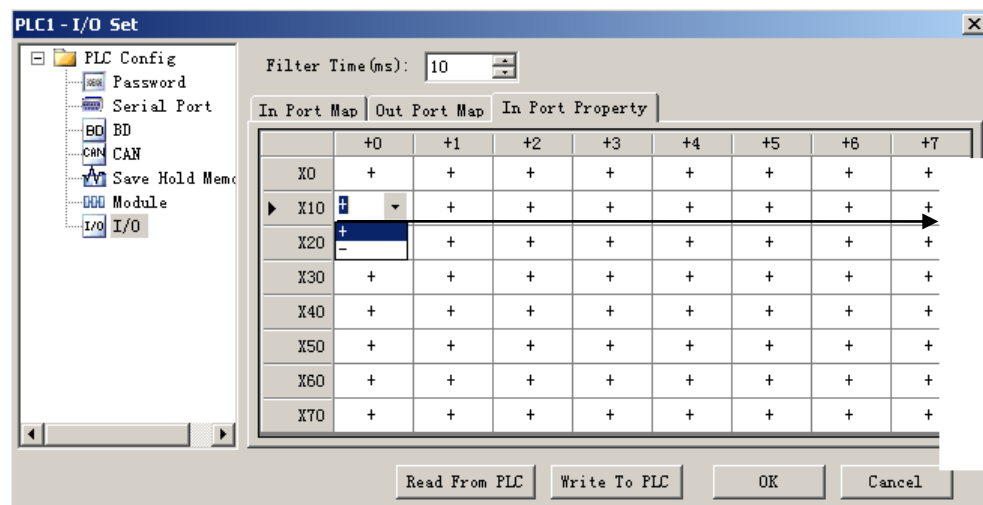 PLC1 - I/O Set
PLC Config
Password
Serial Port
BD BD
CAN CAN
Save Hold Memo
Module
I/O I/O
Filter Time(ms): 10
In Port Map Out Port Map In Port Property
+0 +1 +2 +3 +4 +5 +6 +7
X0 + + + + + + + +
X10 + + + + + + + +
+
−
X20 + + + + + + +
X30 + + + + + + + +
X40 + + + + + + + +
X50 + + + + + + + +
X60 + + + + + + + +
X70 + + + + + + + +
Read From PLC Write To PLC OK Cancel